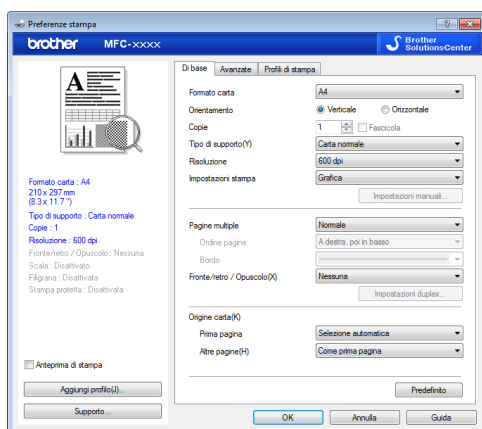 Preferenze stampa
brother MFC-xxxx
Brother
SolutionsCenter
A
Formato carta : A4
210 x 297 mm
(8.3 x 11.7 ")
Tipo di supporto : Carta normale
Copie : 1
Risoluzione : 600 dpi
Fronte/retro / Opuscolo : Nessuna
Scala : Disattivato
Filigrana : Disattivata
Stampa protetta : Disattivata
Anteprima di stampa
Aggiungi profilo(J)...
Supporto...
Di base Avanzate Profili di stampa
Formato carta A4
Orientamento Verticale Orizzontale
Copie 1 Fascicola
Tipo di supporto(Y) Carta normale
Risoluzione 600 dpi
Impostazioni stampa Grafica
Impostazioni manuali...
Pagine multiple Normale
Ordine pagine A destra, poi in basso
Bordo
Fronte/retro / Opuscolo(X) Nessuna
Impostazioni duplex...
Origine carta(K)
Prima pagina Selezione automatica
Altre pagine(H) Come prima pagina
Predefinito
OK Annulla Guida